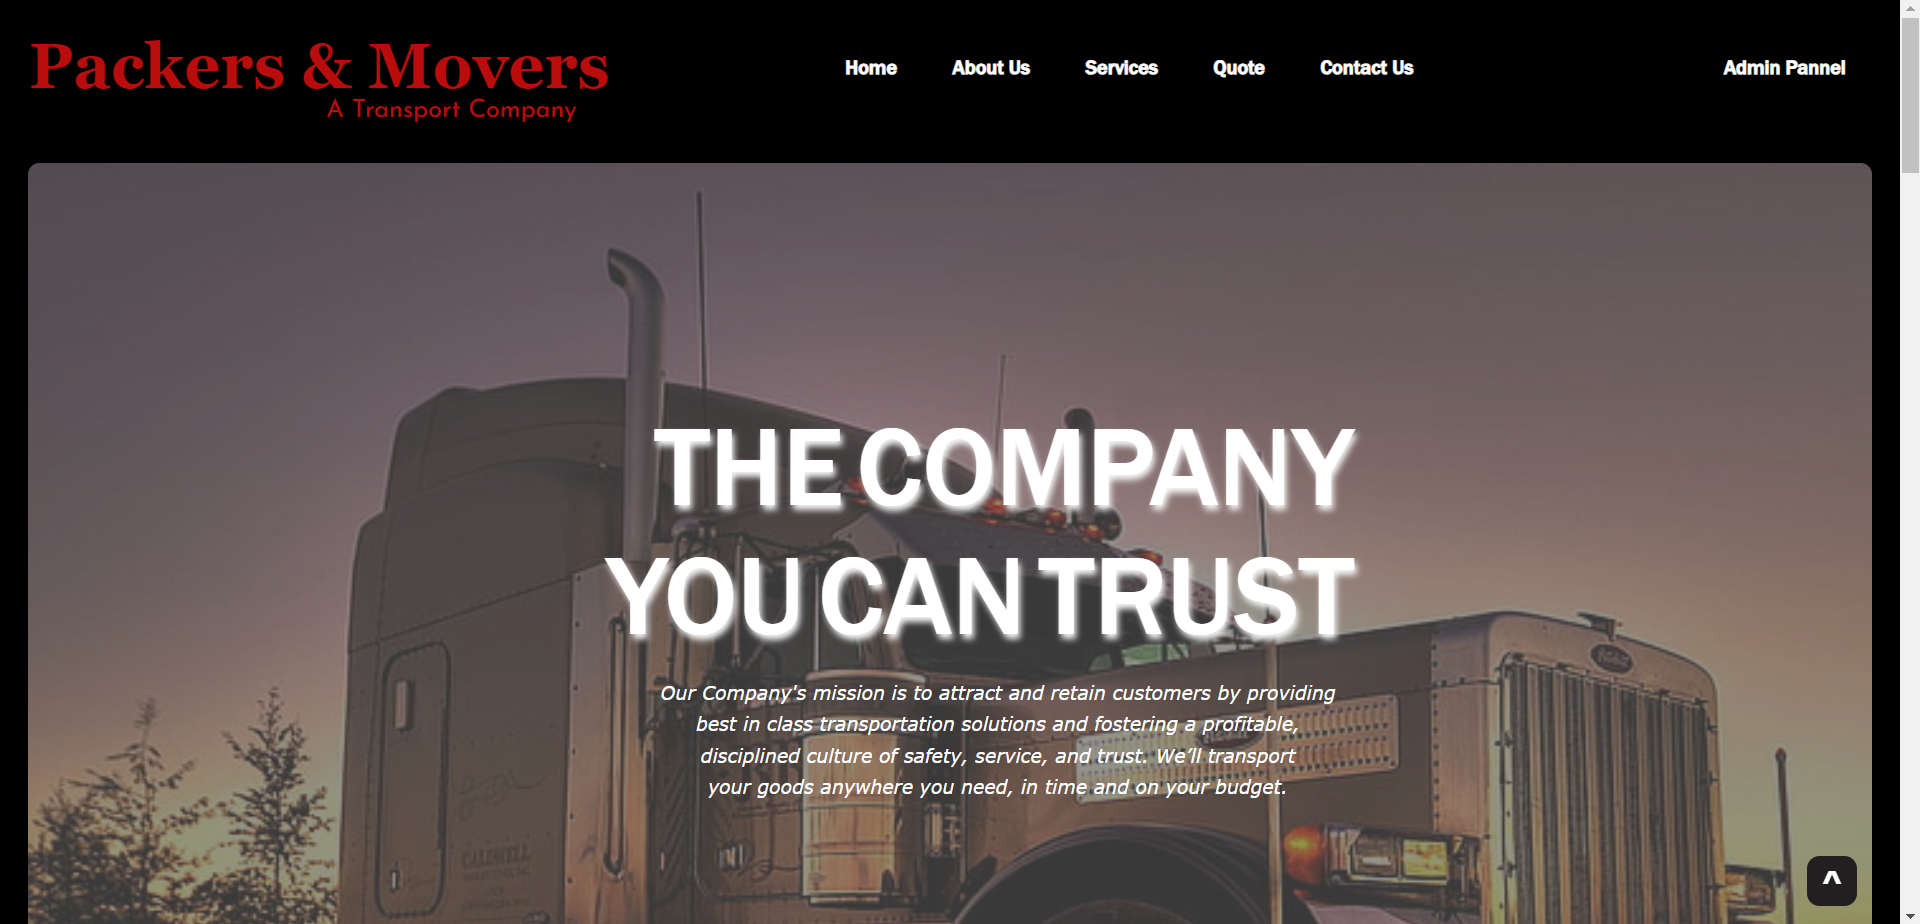 Packers & Movers
A Transport Company
Home About Us Services Quote Contact Us Admin Pannel
THE COMPANY
YOU CAN TRUST
Our Company's mission is to attract and retain customers by providing
best in class transportation solutions and fostering a profitable,
disciplined culture of safety, service, and trust. We’ll transport
your goods anywhere you need, in time and on your budget.
CALDWELL
^